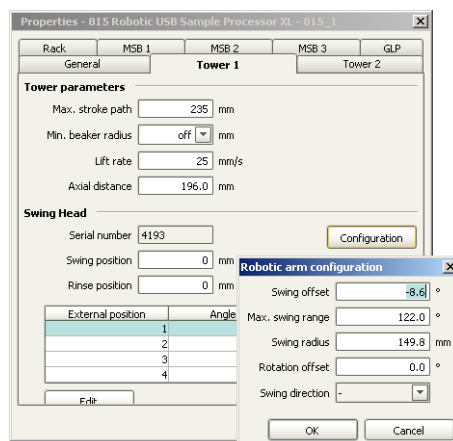 Properties - 815 Robotic USB Sample Processor XL - 815_1
Rack MSB 1 MSB 2 MSB 3 GLP
General Tower 1 Tower 2
Tower parameters
Max. stroke path 235 mm
Min. beaker radius off mm
Lift rate 25 mm/s
Axial distance 196.0 mm
Swing Head
Serial number 4193 Configuration
Swing position 0 mm
Rinse position 0 mm
External position Angle
1
2
3
4
Edit
Robotic arm configuration
Swing offset -8.6 °
Max. swing range 122.0 °
Swing radius 149.8 mm
Rotation offset 0.0 °
Swing direction -
OK Cancel